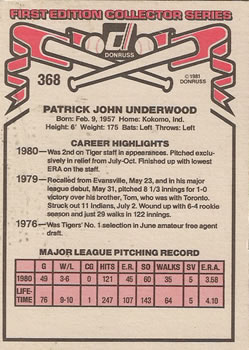 FIRST EDITION COLLECTOR SERIES
DONRUSS
368
©1981
DONRUSS
PATRICK JOHN UNDERWOOD
Born: Feb. 9, 1957 Home: Kokomo, Ind.
Height: 6' Weight: 175 Bats: Left Throws: Left
CAREER HIGHLIGHTS
1980—Was 2nd on Tiger staff in appearances. Pitched exclusively in relief from July-Oct. Finished up with lowest
ERA on the staff.
1979—Recalled from Evansville, May 23, and in his major
league debut, May 31, pitched 8 1/3 innings for 1-0
victory over his brother, Tom, who was with Toronto.
Struck out 11 Indians, July 2. Wound up with 6-4 road
season and just 29 walks in 122 innings.
1976—Was Tigers' No. 1 selection in June amateur free
agent draft.
MAJOR LEAGUE PITCHING RECORD
G W/L CG HITS E.R. SO WALKS SV E.R.A.
1980 49 3-6 0 121 45 60 35 5 3.58
LIFE-TIME 76 9-10 1 247 107 143 64 5 4.10